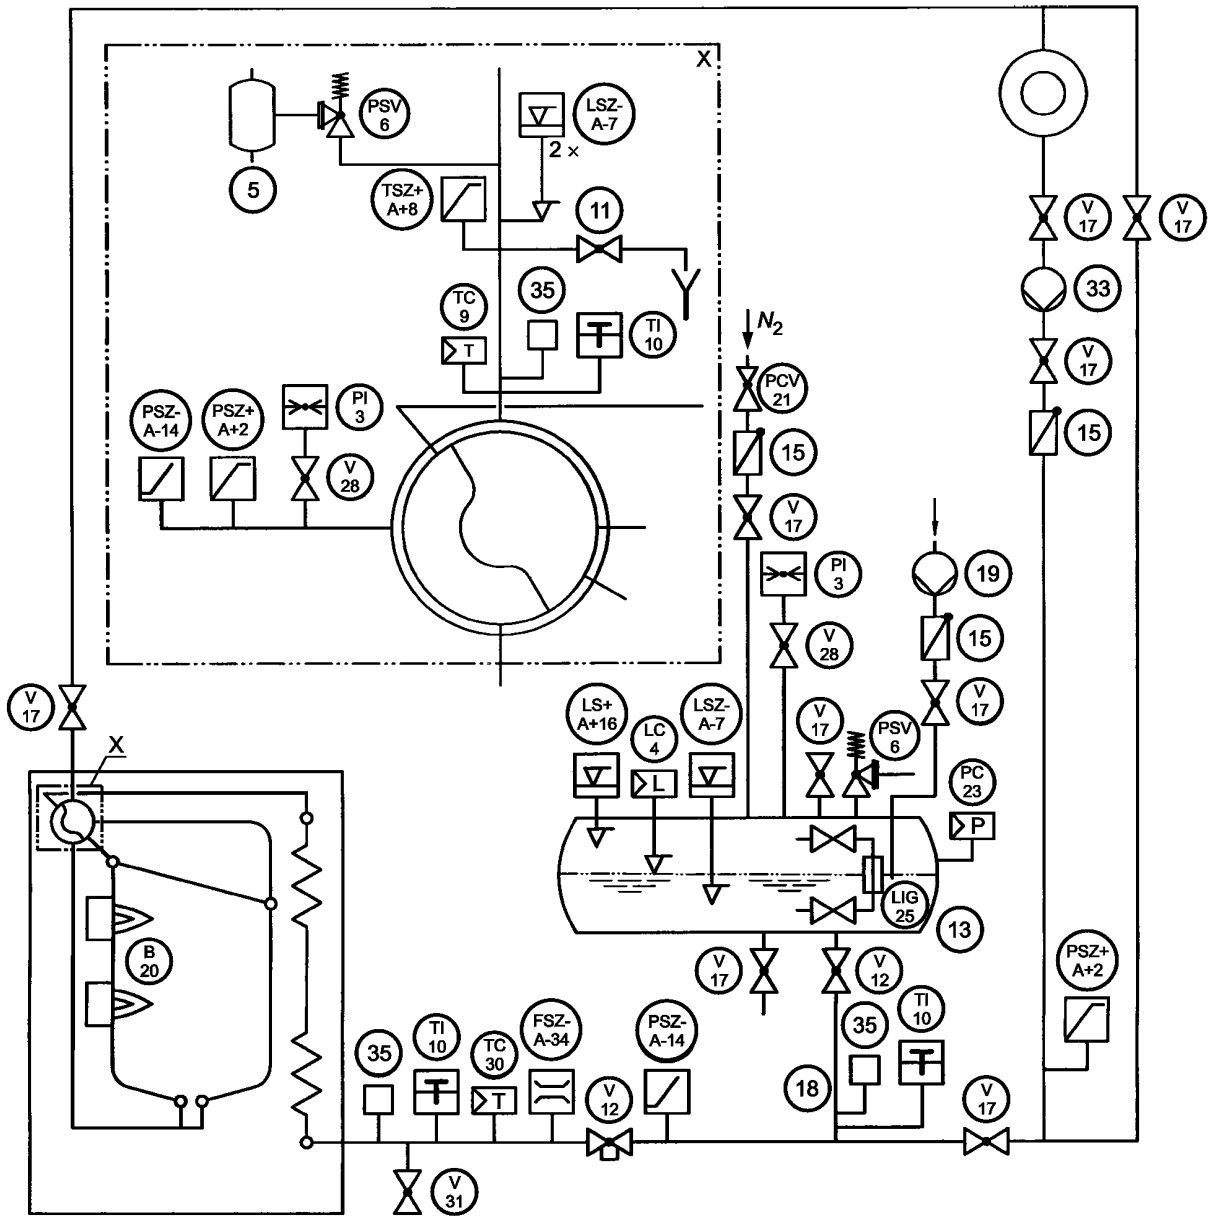 X
PSV
6
LSZ-
A-7
2 ×
5
TSZ+
A+8
11
V
17
V
17
TC
9
35
33
T
T
TI
10
N2
V
17
PCV
21
PSZ-
A-14
PSZ+
A+2
PI
3
15
15
V
28
V
17
PI
3
19
V
28
15
V
17
V
17
LS+
A+16
LC
4
LSZ-
A-7
V
17
PSV
6
X
PC
23
L
P
LIG
25
13
B
20
V
17
V
12
PSZ+
A+2
35
TI
10
TC
30
FSZ-
A-34
PSZ-
A-14
35
TI
10
T
T
V
12
18
T
V
17
V
31